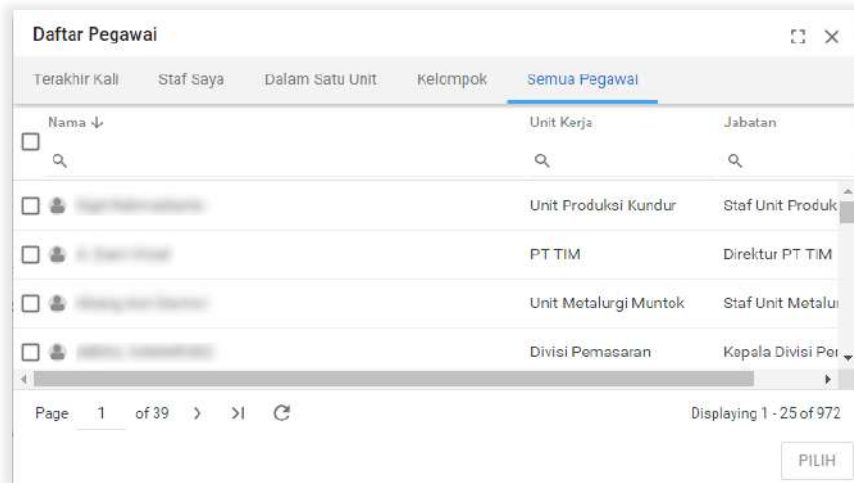 Daftar Pegawai
Terakhir Kali Staf Saya Dalam Satu Unit Kelompok Semua Pegawai
Nama Unit Kerja Jabatan
Unit Produksi Kundur Staf Unit Produk
PT TIM Direktur PT TIM
Unit Metalurgi Muntok Staf Unit Metalu
Divisi Pemasaran Kepala Divisi Per
Page 1 of 39
Displaying 1 - 25 of 972
PILIH